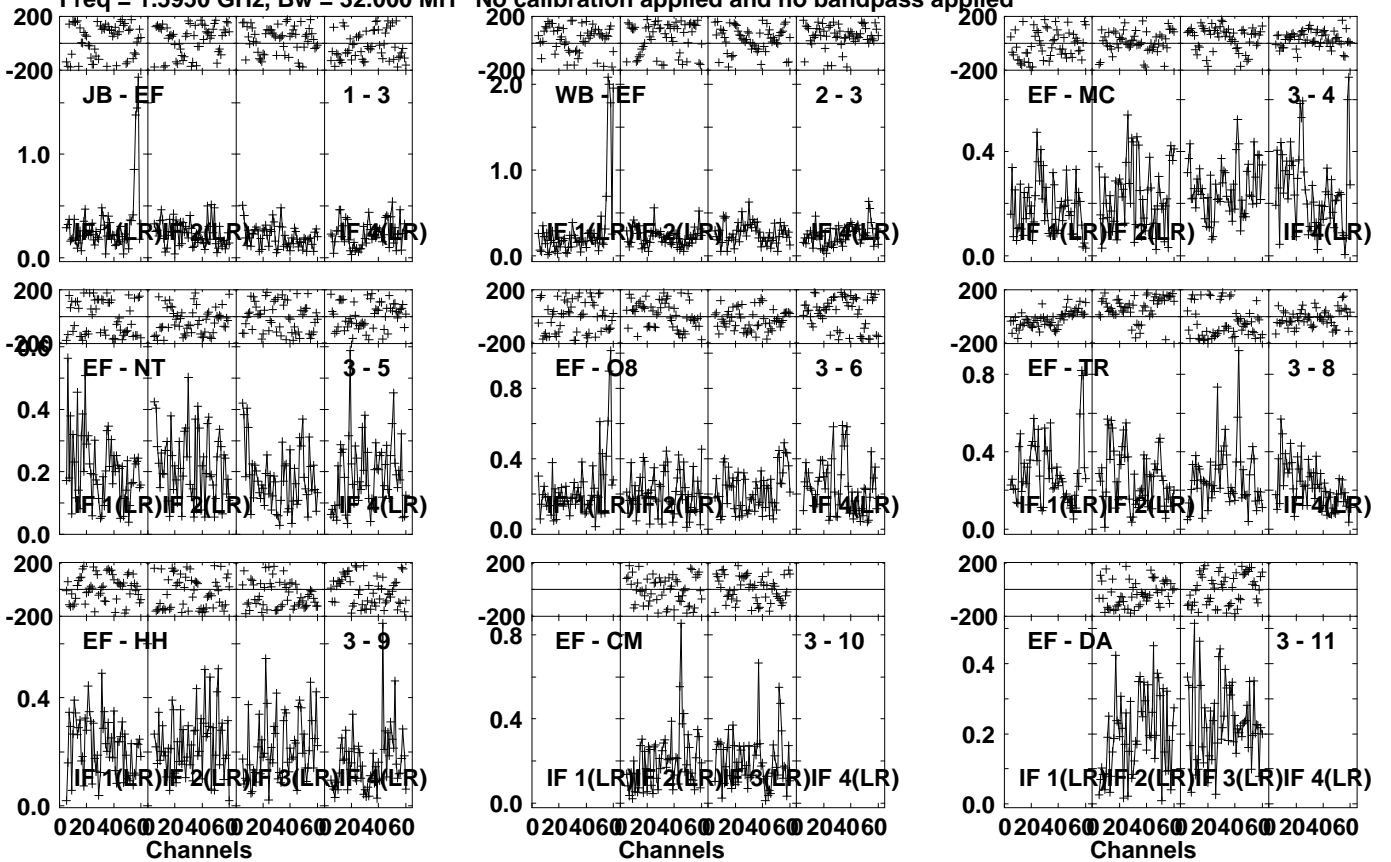 Freq = 1.5950 GHz, Bw = 32.000 MH No calibration applied and no bandpass applied
200 200 200
-200 -200 -200
JB - EF 1 - 3 WB - EF 2 - 3 EF - MC 3 - 4
2.0
1.0 1.0 0.4
IF 1(LR) IF 2(LR) IF 4(LR) IF 1(LR) IF 2(LR) IF 4(LR) IF 1(LR) IF 2(LR) IF 4(LR)
0.0 0.0 0.0
200 200 200
-200 -200 -200
0.6
EF - NT 3 - 5 EF - O8 3 - 6 EF - TR 3 - 8
0.8 0.8
0.4 0.4 0.4
0.2
IF 1(LR) IF 2(LR) IF 4(LR) IF 1(LR) IF 2(LR) IF 4(LR) IF 1(LR) IF 2(LR) IF 4(LR)
0.0 0.0 0.0
200 200 200
-200 -200 -200
EF - HH 3 - 9 EF - CM 3 - 10 EF - DA 3 - 11
0.8
0.4 0.4 0.4
0.2
IF 1(LR) IF 2(LR) IF 3(LR) IF 4(LR) IF 1(LR) IF 2(LR) IF 3(LR) IF 4(LR) IF 1(LR) IF 2(LR) IF 3(LR) IF 4(LR)
0.0 0.0 0.0
0 20 40 60 0 20 40 60 0 20 40 60 0 20 40 60 0 20 40 60 0 20 40 60 0 20 40 60 0 20 40 60 0 20 40 60 0 20 40 60 0 20 40 60 0 20 40 60
Channels Channels Channels